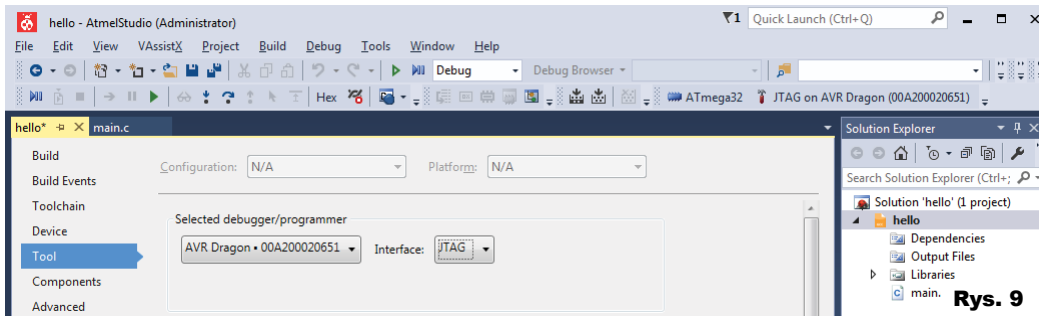 hello - AtmelStudio (Administrator)
1 Quick Launch (Ctrl+Q)
File Edit View VAssistX Project Build Debug Tools Window Help
Debug Debug Browser
Hex ATmega32 JTAG on AVR Dragon (00A200020651)
hello* main.c
Solution Explorer
Build
Configuration: N/A Platform: N/A
Build Events
Search Solution Explorer (Ctrl+;
Toolchain
Solution 'hello' (1 project)
Selected debugger/programmer
hello
Device
Dependencies
AVR Dragon • 00A200020651 Interface: JTAG
Tool
Output Files
Libraries
Components
main.
Advanced
Rys. 9